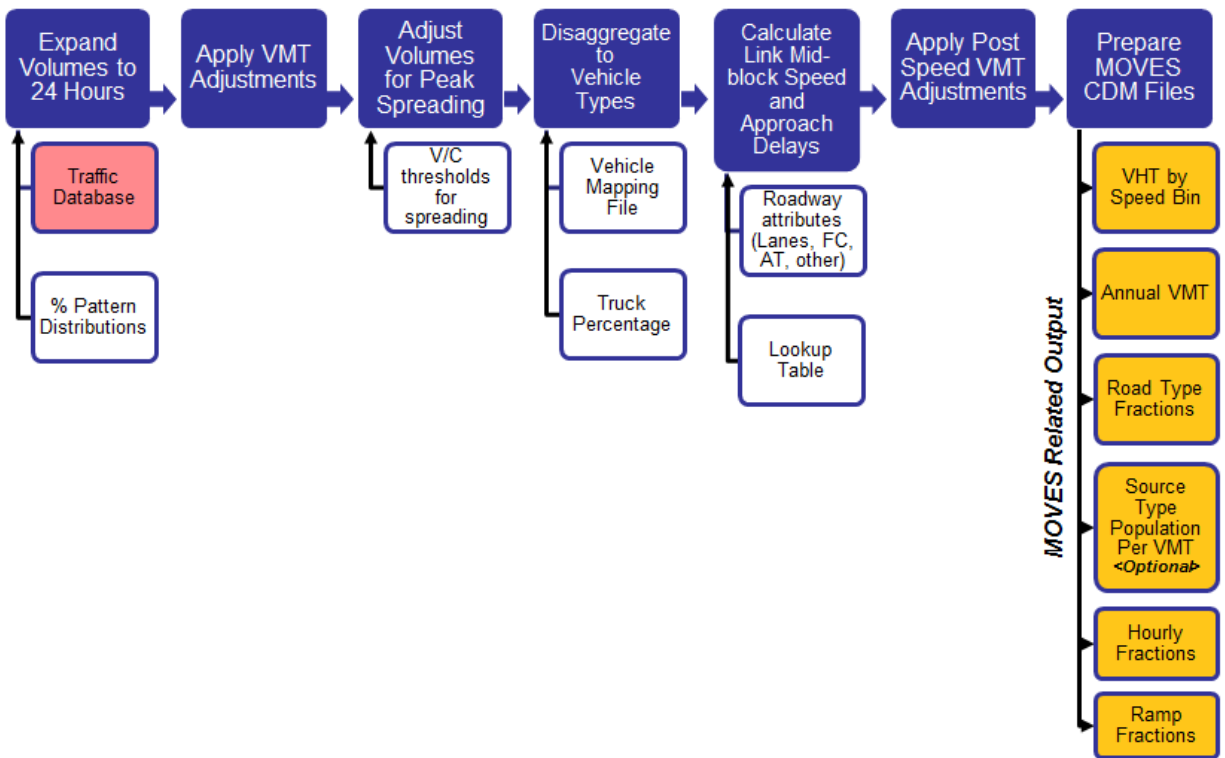 Expand
Volumes to
24 Hours
Apply VMT
Adjustments
Adjust
Volumes
for Peak
Spreading
Disaggregate
to
Vehicle
Types
Calculate
Link Mid-
block Speed
and
Approach
Delays
Apply Post
Speed VMT
Adjustments
Prepare
MOVES
CDM Files
Traffic
Database
% Pattern
Distributions
V/C
thresholds
for
spreading
Vehicle
Mapping
File
Truck
Percentage
Roadway
attributes
(Lanes, FC,
AT, other)
Lookup
Table
MOVES Related Output
VHT by
Speed Bin
Annual VMT
Road Type
Fractions
Source
Type
Population
Per VMT
<Optional>
Hourly
Fractions
Ramp
Fractions